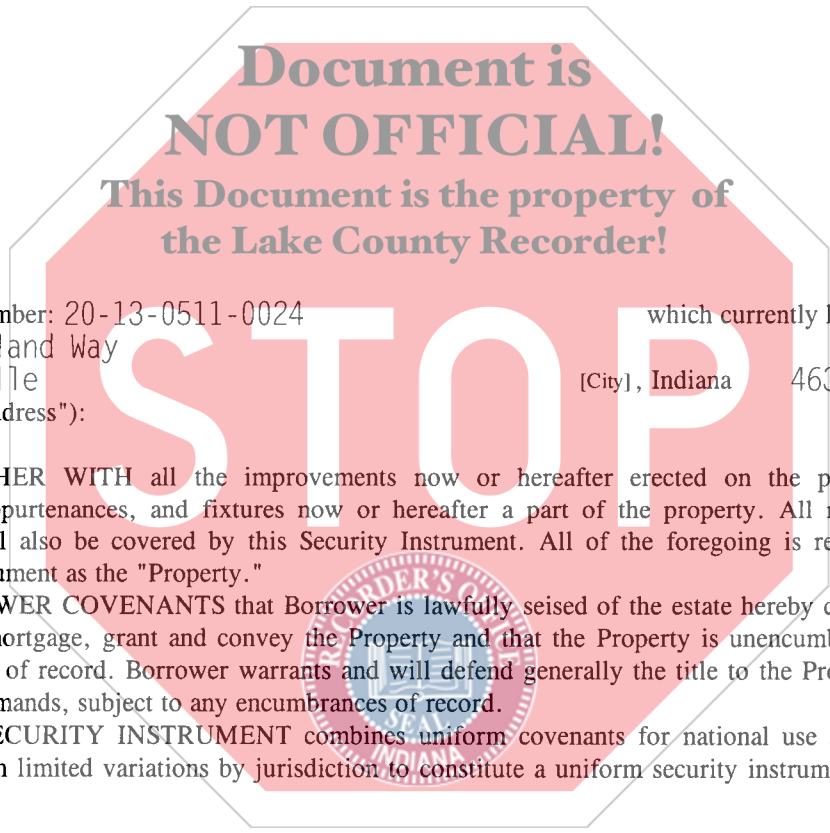 Document is
NOT OFFICIAL!
This Document is the property of
the Lake County Recorder!
STOP
mber: 20-13-0511-0024 which currently
land Way
lle [City], Indiana 463
dress"):
HER WITH all the improvements now or hereafter erected on the p
purtenances, and fixtures now or hereafter a part of the property. All
l also be covered by this Security Instrument. All of the foregoing is re
ument as the "Property."
WER COVENANTS that Borrower is lawfully seised of the estate hereby
nortgage, grant and convey the Property and that the Property is unencumb
of record. Borrower warrants and will defend generally the title to the Pro
mands, subject to any encumbrances of record.
ECURITY INSTRUMENT combines uniform covenants for national use
n limited variations by jurisdiction to constitute a uniform security instrum
RECORDER'S OFFICE
SEAL
INDIANA